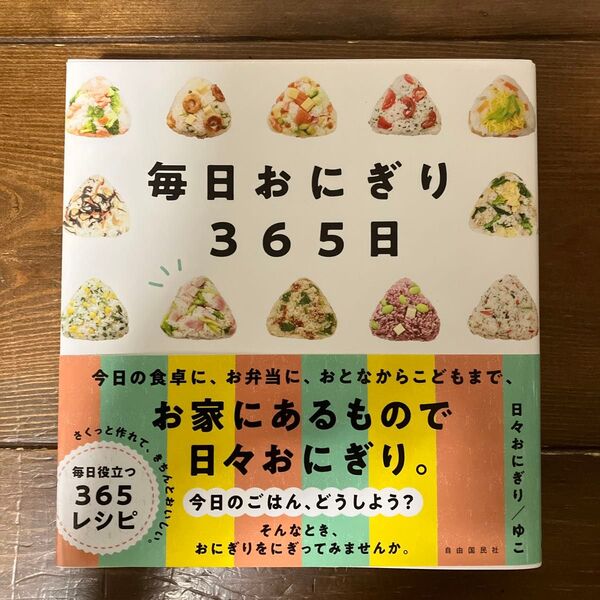 毎日おにぎり
365日
今日の食卓に、お弁当に、おとなからこどもまで、
お家にあるもので
日々おにぎり。
さくっと作れて、きちんとおいしい。
毎日役立つ
365
レシピ
今日のごはん、どうしよう?
そんなとき、
おにぎりをにぎってみませんか。
日々おにぎり/ゆこ
自由国民社